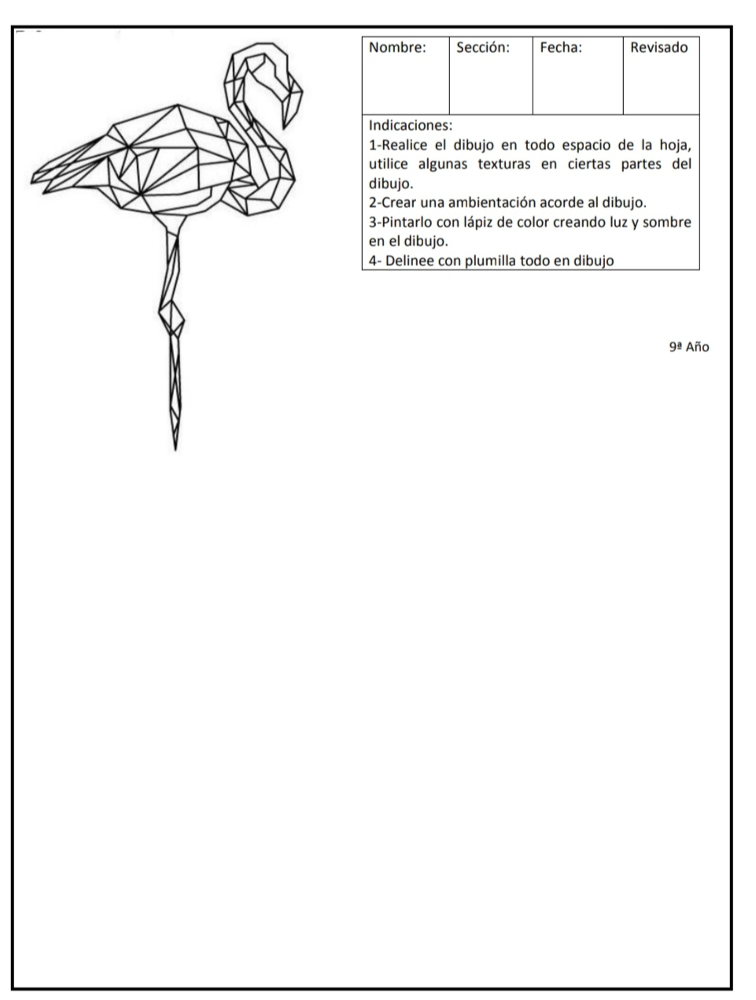 Nombre:
Sección:
Fecha:
Revisado
Indicaciones:
1-Realice el dibujo en todo espacio de la hoja,
utilice algunas texturas en ciertas partes del
dibujo.
2-Crear una ambientación acorde al dibujo.
3-Pintarlo con lápiz de color creando luz y sombre
en el dibujo.
4- Delinee con plumilla todo en dibujo
9ª Año